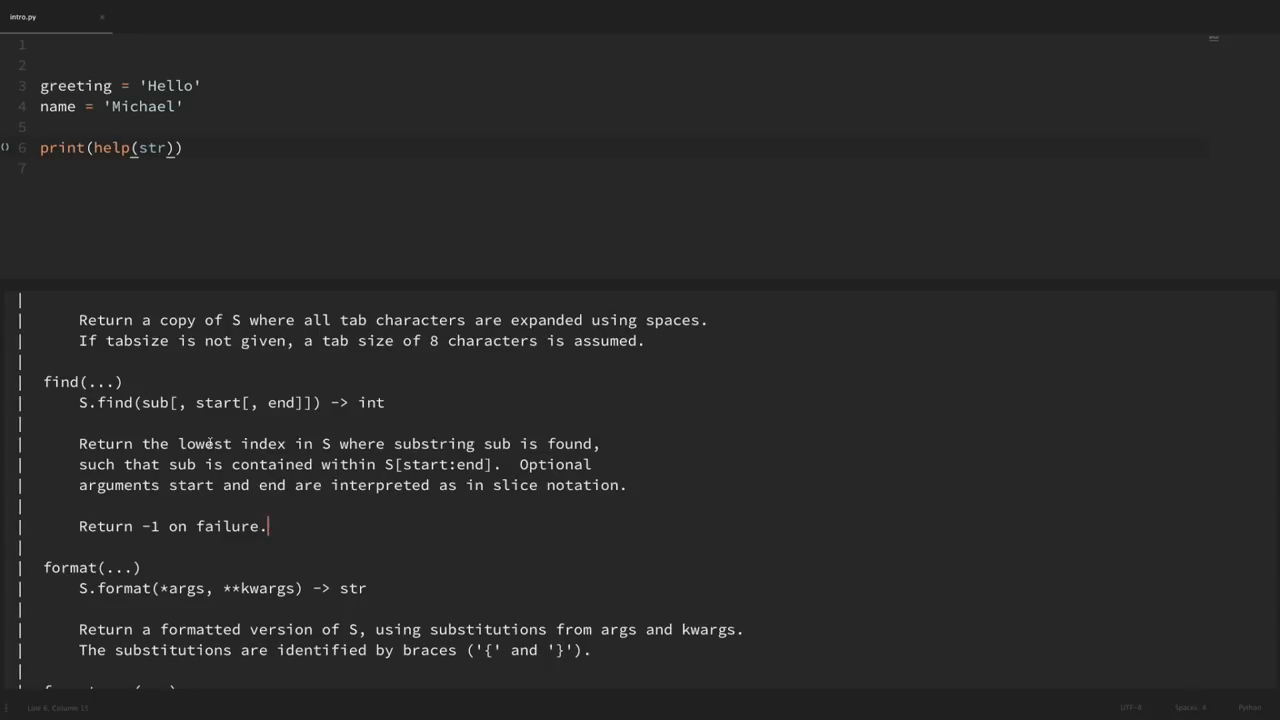 intro.py ×
1
2
3 greeting = 'Hello'
4 name = 'Michael'
5
() 6 print(help(str))
7
|
| Return a copy of S where all tab characters are expanded using spaces.
| If tabsize is not given, a tab size of 8 characters is assumed.
|
| find(...)
| S.find(sub[, start[, end]]) -> int
|
| Return the lowest index in S where substring sub is found,
| such that sub is contained within S[start:end].  Optional
| arguments start and end are interpreted as in slice notation.
|
| Return -1 on failure.
|
| format(...)
| S.format(*args, **kwargs) -> str
|
| Return a formatted version of S, using substitutions from args and kwargs.
| The substitutions are identified by braces ('{' and '}').
|
Line 6, Column 15 UTF-8 Spaces: 4 Python